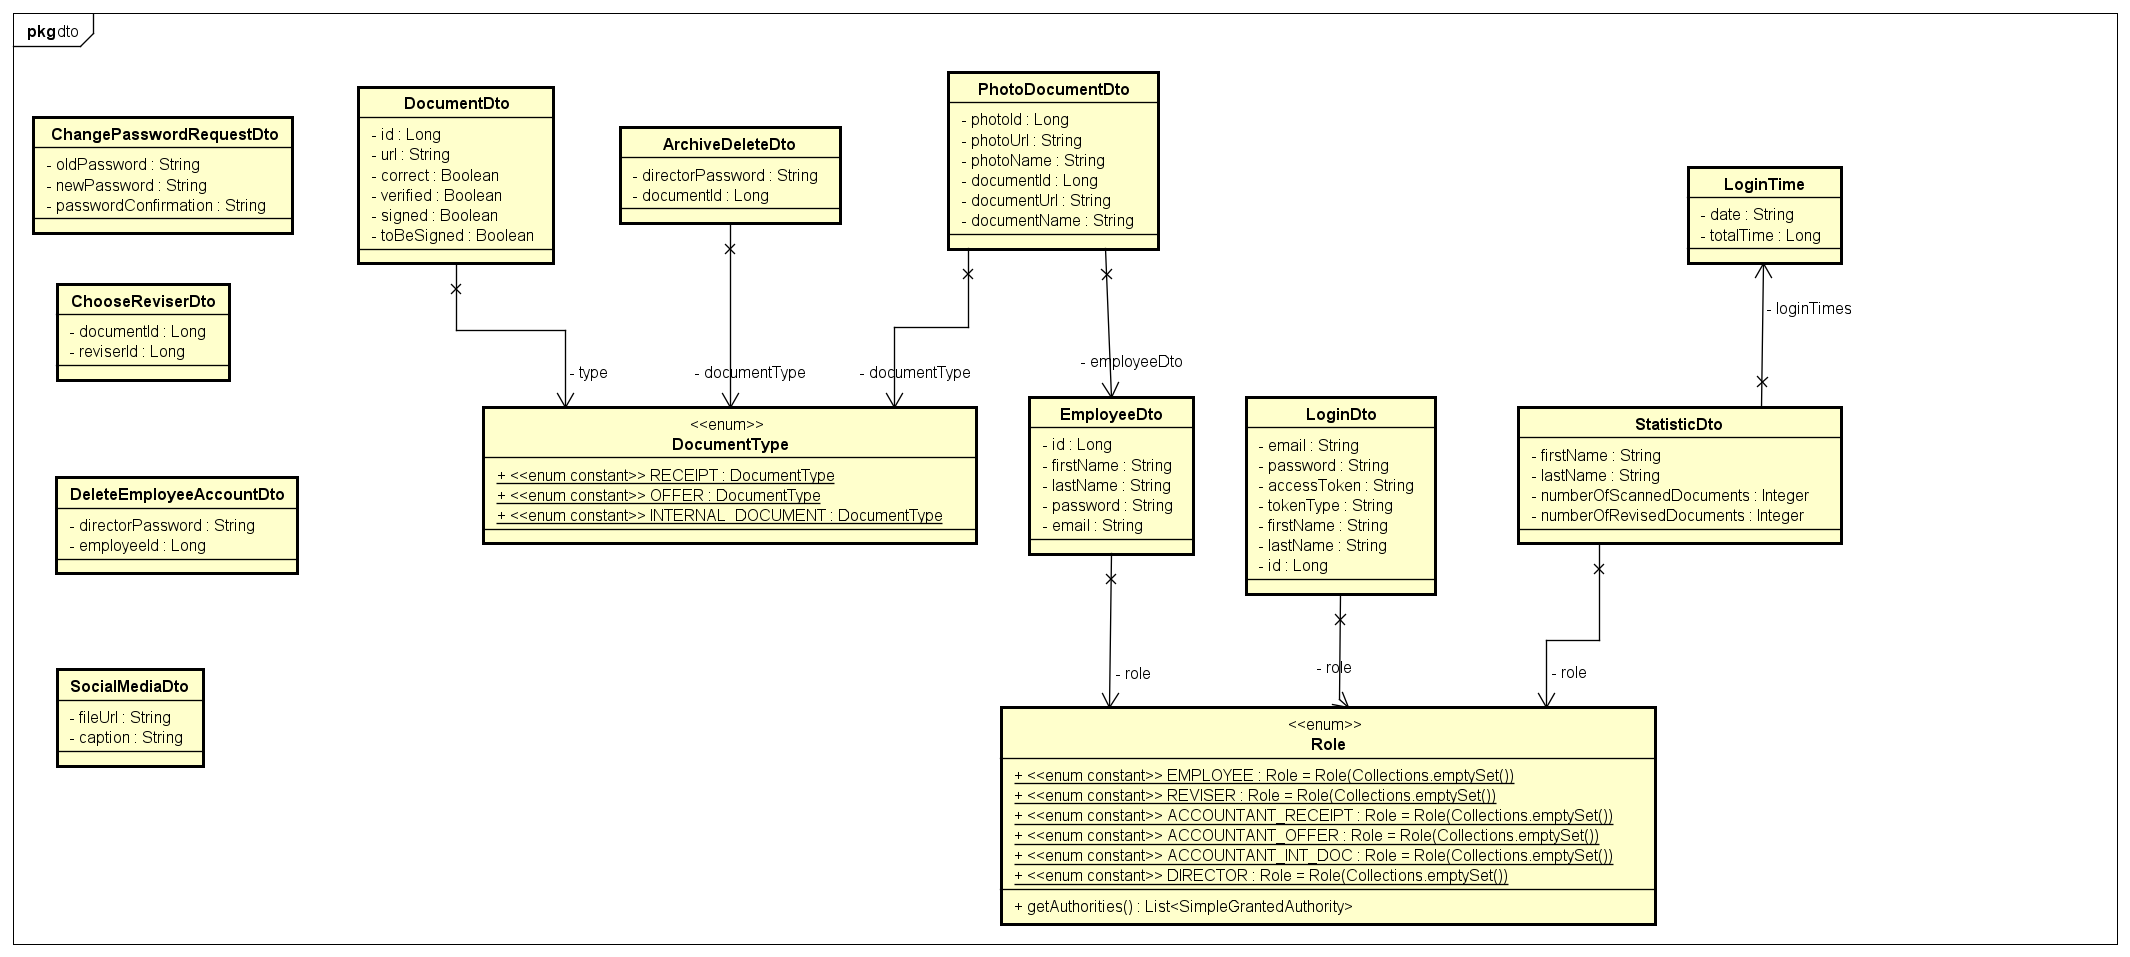 pkg dto
ChangePasswordRequestDto
- oldPassword : String
- newPassword : String
- passwordConfirmation : String
ChooseReviserDto
- documentId : Long
- reviserId : Long
DeleteEmployeeAccountDto
- directorPassword : String
- employeeId : Long
SocialMediaDto
- fileUrl : String
- caption : String
DocumentDto
- id : Long
- url : String
- correct : Boolean
- verified : Boolean
- signed : Boolean
- toBeSigned : Boolean
ArchiveDeleteDto
- directorPassword : String
- documentId : Long
PhotoDocumentDto
- photoId : Long
- photoUrl : String
- photoName : String
- documentId : Long
- documentUrl : String
- documentName : String
LoginTime
- date : String
- totalTime : Long
- loginTimes
- type
- documentType
- documentType
- employeeDto
<<enum>>
DocumentType
+ <<enum constant>> RECEIPT : DocumentType
+ <<enum constant>> OFFER : DocumentType
+ <<enum constant>> INTERNAL_DOCUMENT : DocumentType
EmployeeDto
- id : Long
- firstName : String
- lastName : String
- password : String
- email : String
LoginDto
- email : String
- password : String
- accessToken : String
- tokenType : String
- firstName : String
- lastName : String
- id : Long
StatisticDto
- firstName : String
- lastName : String
- numberOfScannedDocuments : Integer
- numberOfRevisedDocuments : Integer
- role
- role
- role
<<enum>>
Role
+ <<enum constant>> EMPLOYEE : Role = Role(Collections.emptySet())
+ <<enum constant>> REVISER : Role = Role(Collections.emptySet())
+ <<enum constant>> ACCOUNTANT_RECEIPT : Role = Role(Collections.emptySet())
+ <<enum constant>> ACCOUNTANT_OFFER : Role = Role(Collections.emptySet())
+ <<enum constant>> ACCOUNTANT_INT_DOC : Role = Role(Collections.emptySet())
+ <<enum constant>> DIRECTOR : Role = Role(Collections.emptySet())
+ getAuthorities() : List<SimpleGrantedAuthority>